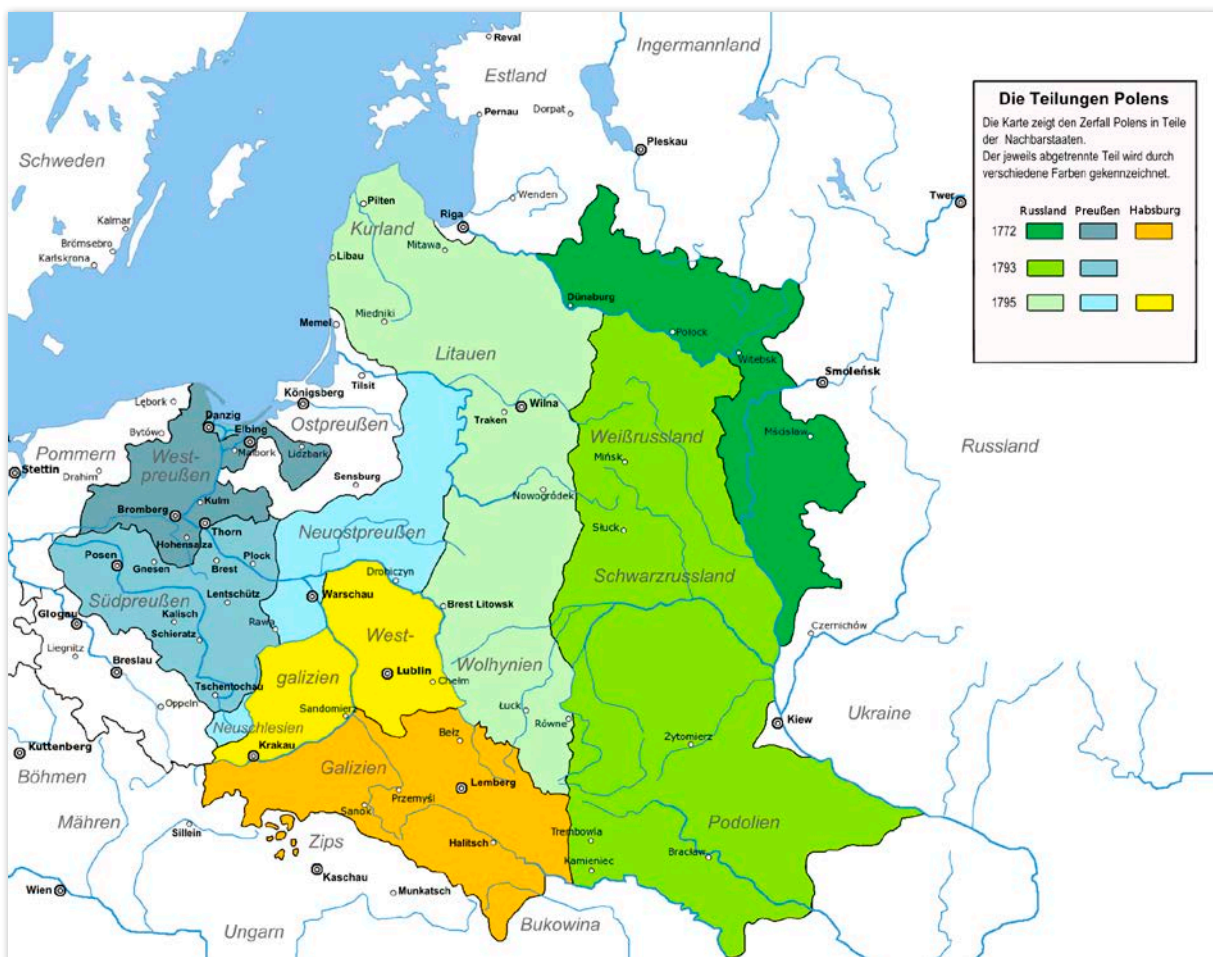 Reval
Ingermannland
Estland
Pernau
Dorpat
Pleskau
Schweden
Kalmar
Brömsebro
Karlskrona
Pilten
Kurland
Riga
Wenden
Mitawa
Libau
Twer
Die Teilungen Polens
Die Karte zeigt den Zerfall Polens in Teile
der Nachbarstaaten.
Der jeweils abgetrennte Teil wird durch
verschiedene Farben gekennzeichnet.
Russland Preußen Habsburg
1772
1793
1795
Dünaburg
Memel
Miedniki
Połock
Witebsk
Litauen
Smoleńsk
Tilsit
Königsberg
Wilna
Traken
Lębork
Danzig
Elbing
Ostpreußen
Bytów
Malbork
Lidzbark
Weißrussland
Mścisław
Russland
Pommern
West-
preußen
Drahim
Stettin
Sensburg
Mińsk
Nowogródek
Kulm
Bromberg
Thorn
Neuostpreußen
Słuck
Hohensalza
Posen
Gnesen
Brest
Plock
Drohiczyn
Schwarzrussland
Südpreußen
Lentschütz
Warschau
Brest Litowsk
Glogau
Kalisch
Schieratz
Rawa
West-
Czernichów
Liegnitz
Breslau
galizien
Lublin
Chełm
Wolhynien
Tschentochau
Oppeln
Sandomierz
Łuck
Równe
Ukraine
Neuschlesien
Kiew
Kuttenberg
Krakau
Bełz
Żytomierz
Böhmen
Galizien
Lemberg
Przemyśl
Sanok
Mähren
Sillein
Zips
Halitsch
Trembowla
Podolien
Bracław
Kamieniec
Kaschau
Wien
Munkatsch
Ungarn
Bukowina